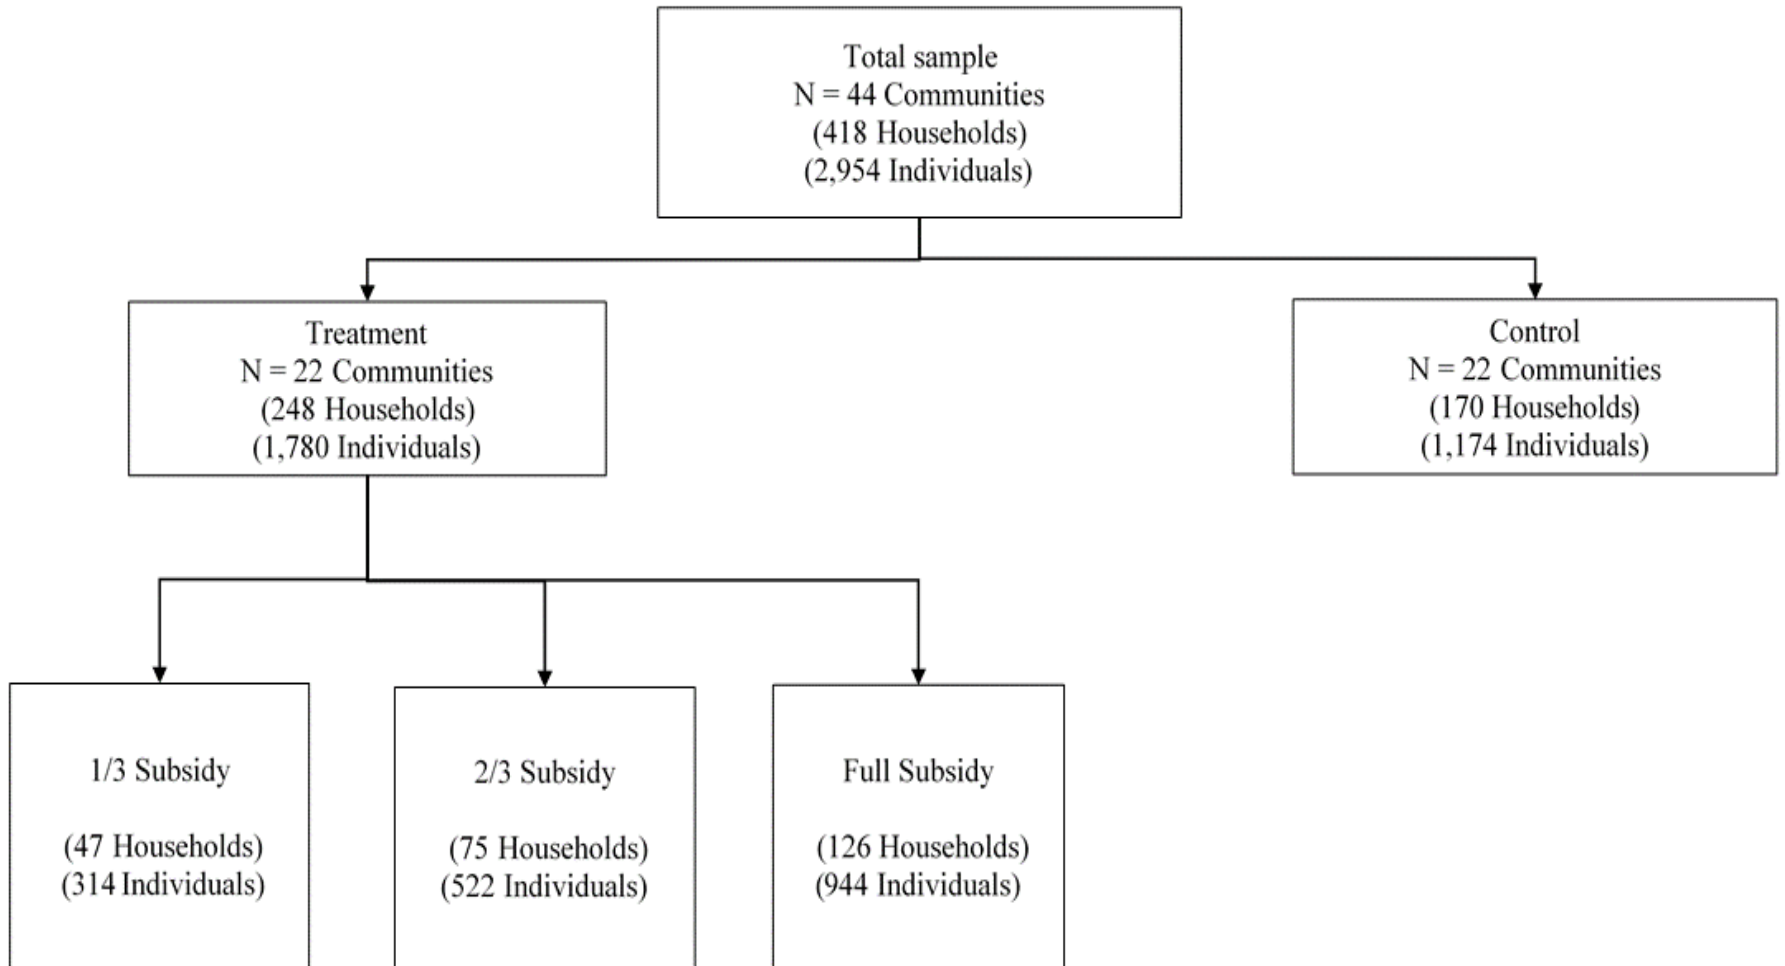 Total sample
N = 44 Communities
(418 Households)
(2,954 Individuals)
Treatment
N = 22 Communities
(248 Households)
(1,780 Individuals)
Control
N = 22 Communities
(170 Households)
(1,174 Individuals)
1/3 Subsidy
(47 Households)
(314 Individuals)
2/3 Subsidy
(75 Households)
(522 Individuals)
Full Subsidy
(126 Households)
(944 Individuals)